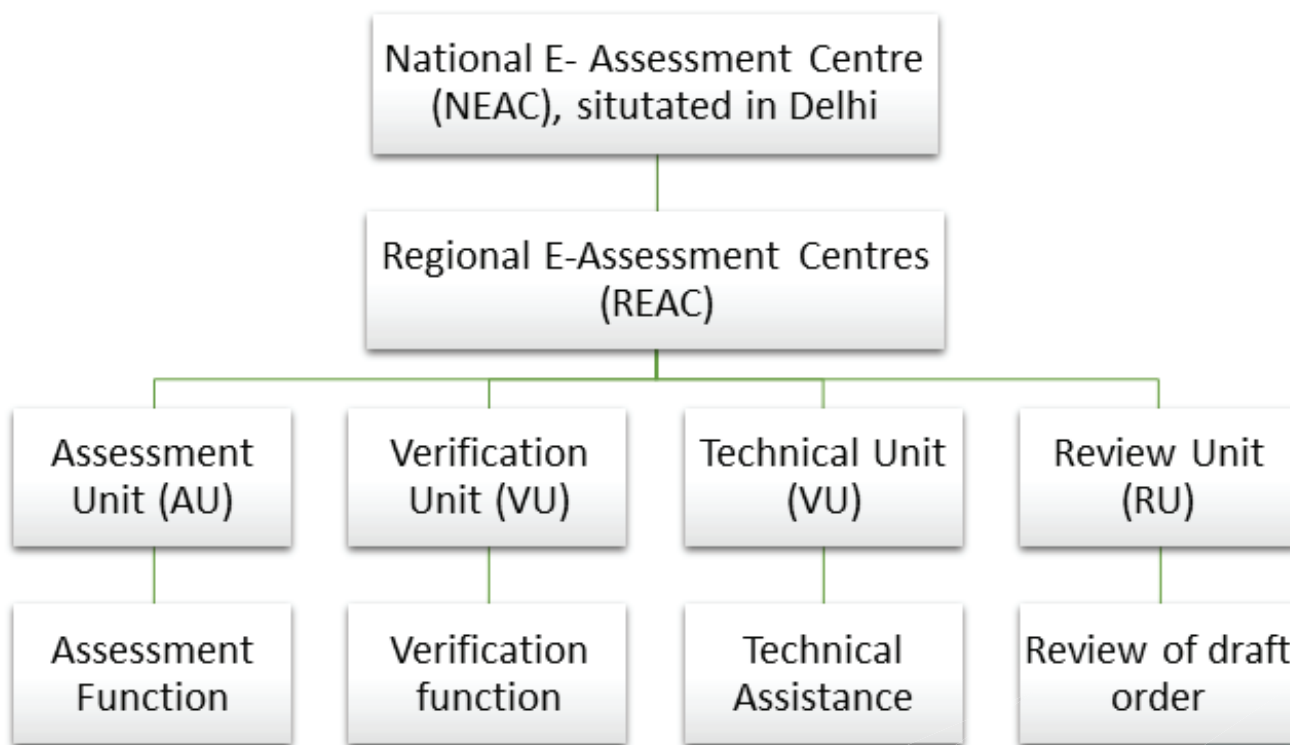 National E- Assessment Centre
(NEAC), situtated in Delhi
Regional E-Assessment Centres
(REAC)
Assessment
Unit (AU)
Verification
Unit (VU)
Technical Unit
(VU)
Review Unit
(RU)
Assessment
Function
Verification
function
Technical
Assistance
Review of draft
order